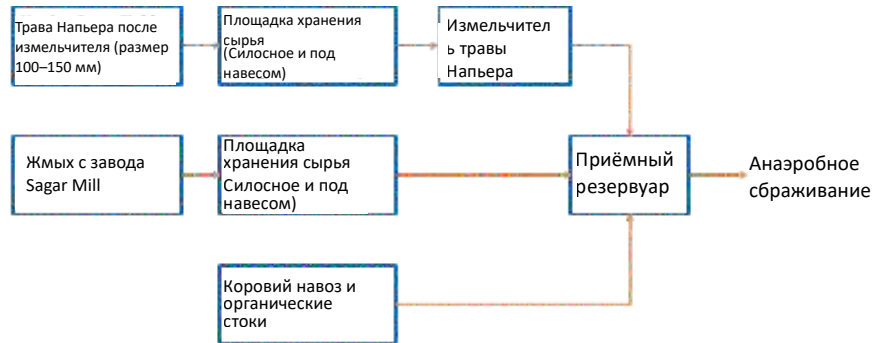 Трава Напьера после
измельчителя (размер
100–150 мм)
Площадка хранения
сырья
(Силосное и под
навесом)
Измельчител
ь травы
Напьера
Жмых с завода
Sagar Mill
Площадка
хранения сырья
Силосное и под
навесом)
Приёмный
резервуар
Анаэробное
сбраживание
Коровий навоз и
органические
стоки